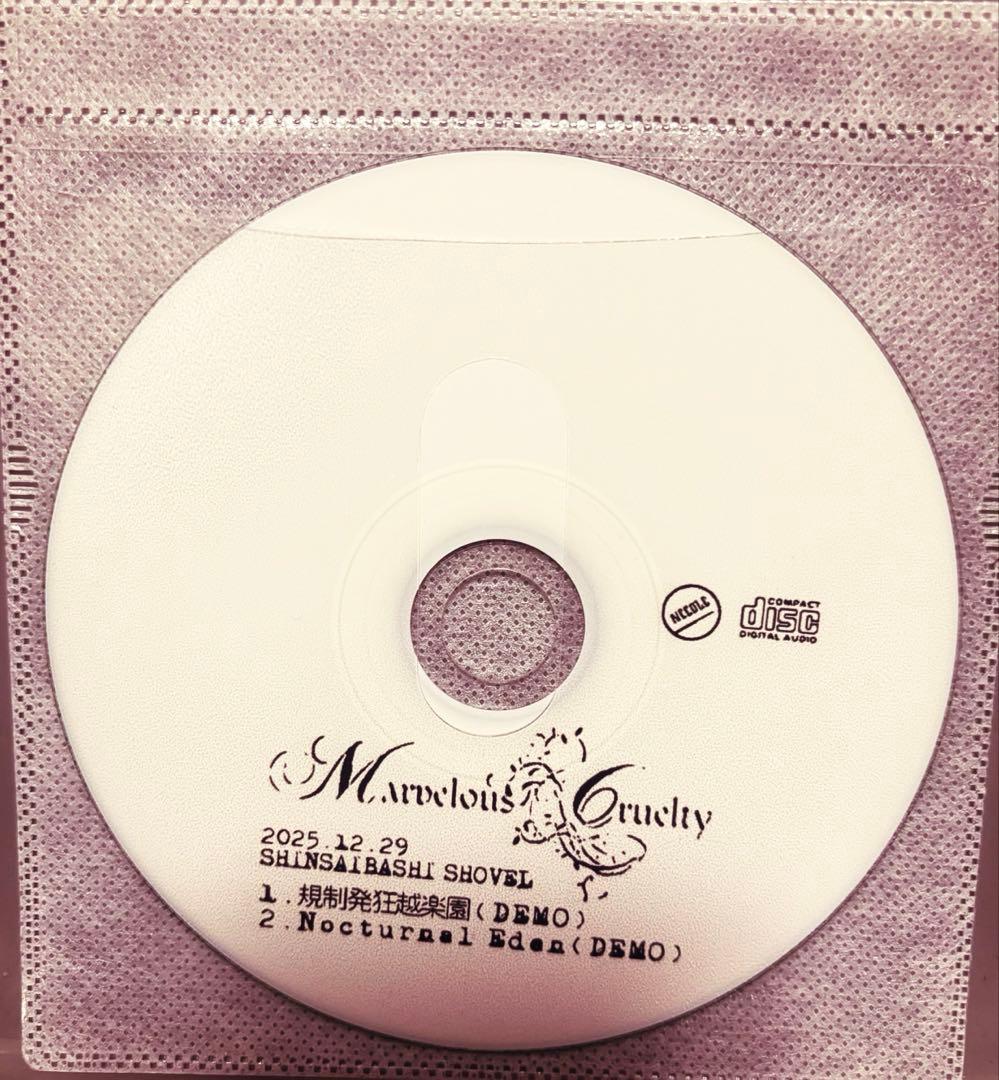 NEEDLE
COMPACT
disc
DIGITAL AUDIO
Marvelous Cruelty
2025.12.29
SHINSAIBASHI SHOVEL
1.規制発狂越楽園(DEMO)
2.Nocturnal Eden(DEMO)